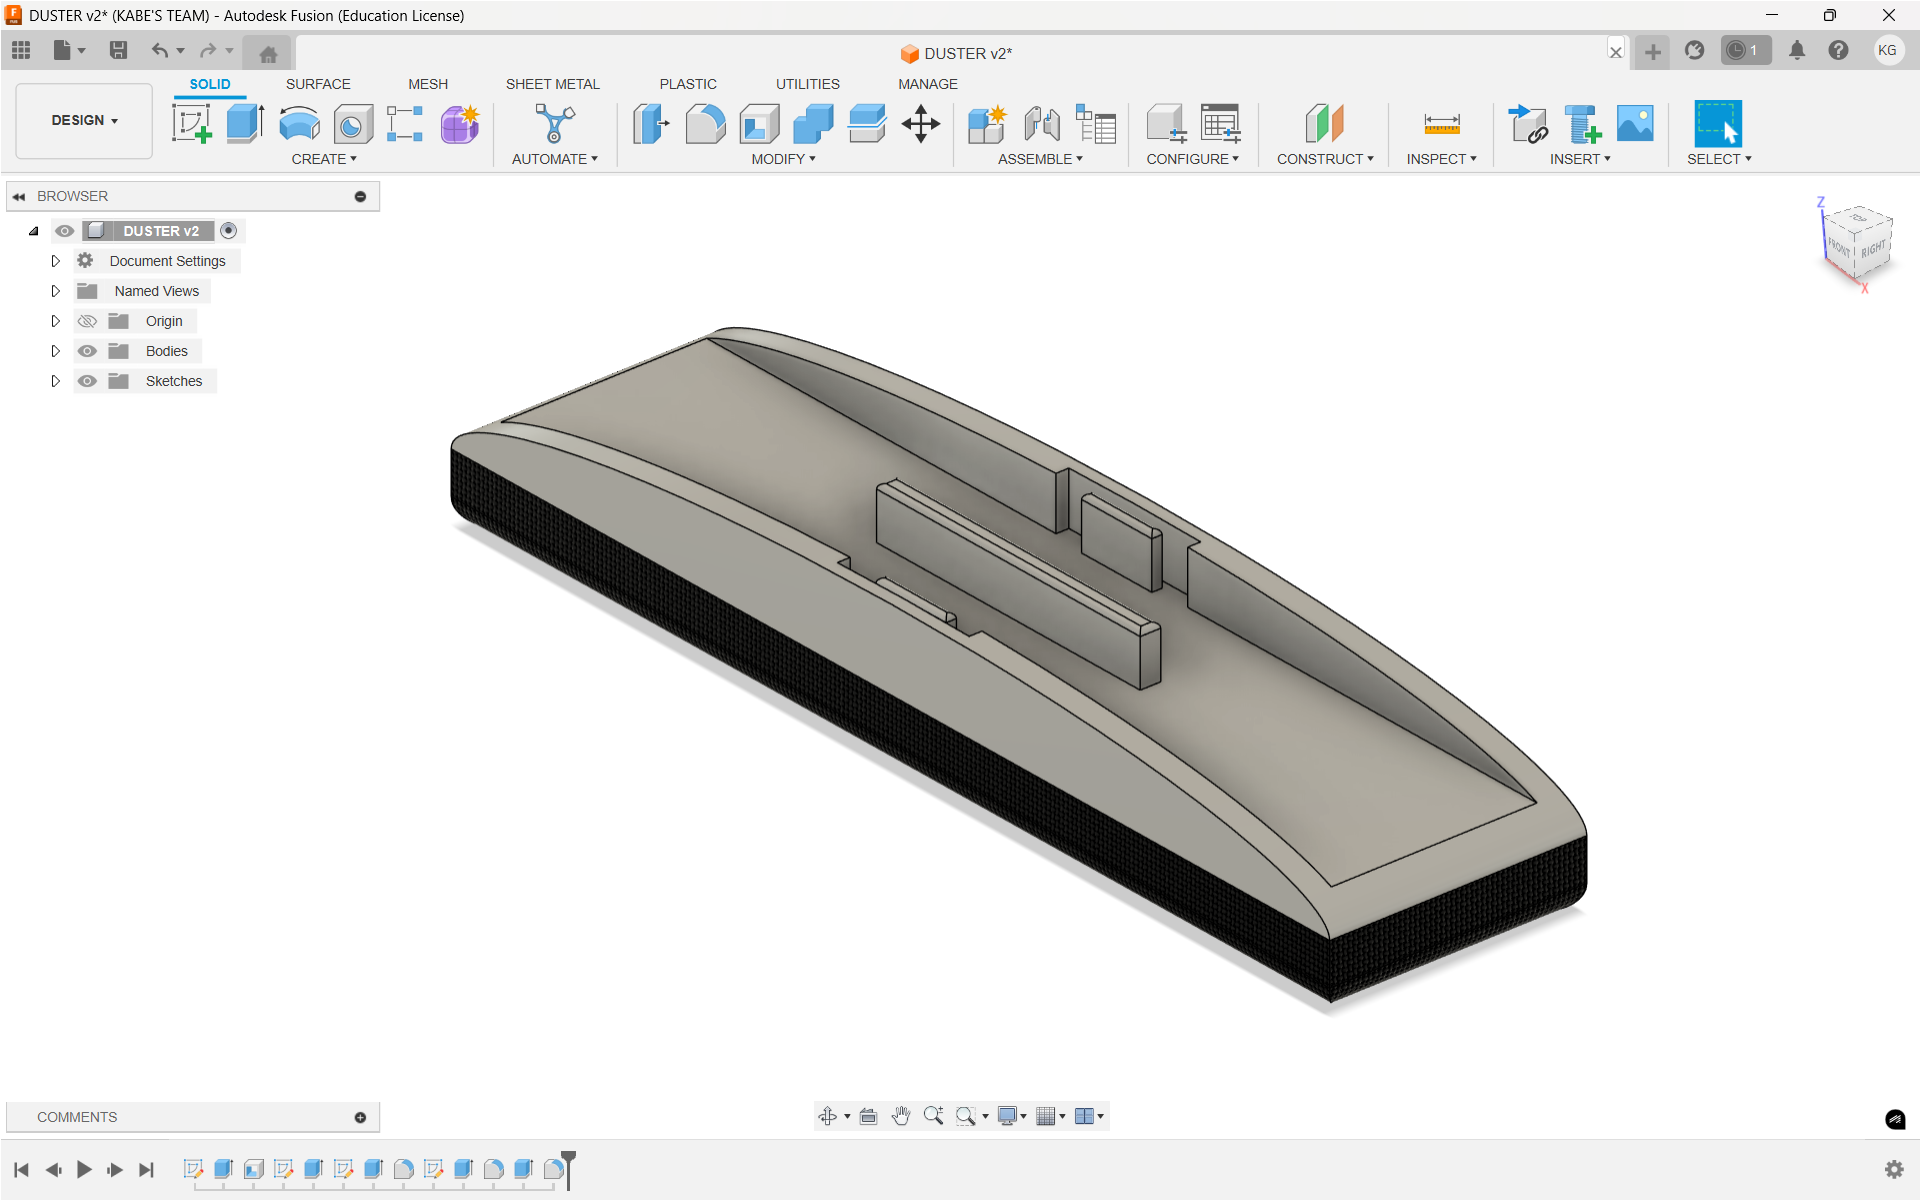 DUSTER v2* (KABE'S TEAM) - Autodesk Fusion (Education License)
DUSTER v2*
1
KG
SOLID SURFACE MESH SHEET METAL PLASTIC UTILITIES MANAGE
DESIGN
CREATE AUTOMATE MODIFY ASSEMBLE CONFIGURE CONSTRUCT INSPECT INSERT SELECT
BROWSER
DUSTER v2
Document Settings
Named Views
Origin
Bodies
Sketches
Z
TOP
FRONT
RIGHT
X
COMMENTS